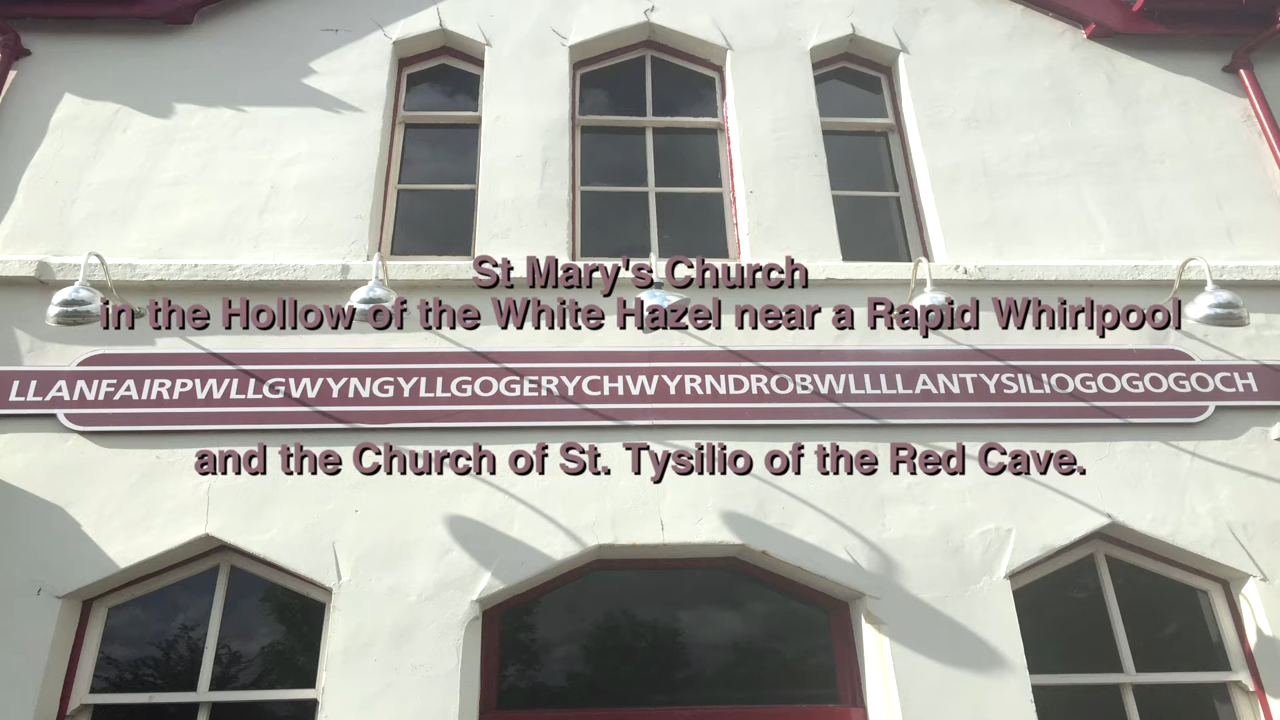 St Mary's Church
in the Hollow of the White Hazel near a Rapid Whirlpool
LLANFAIRPWLLGWYNGYLLGOGERYCHWYRNDROBWLLLLANTYSILIOGOGOGOCH
and the Church of St. Tysilio of the Red Cave.